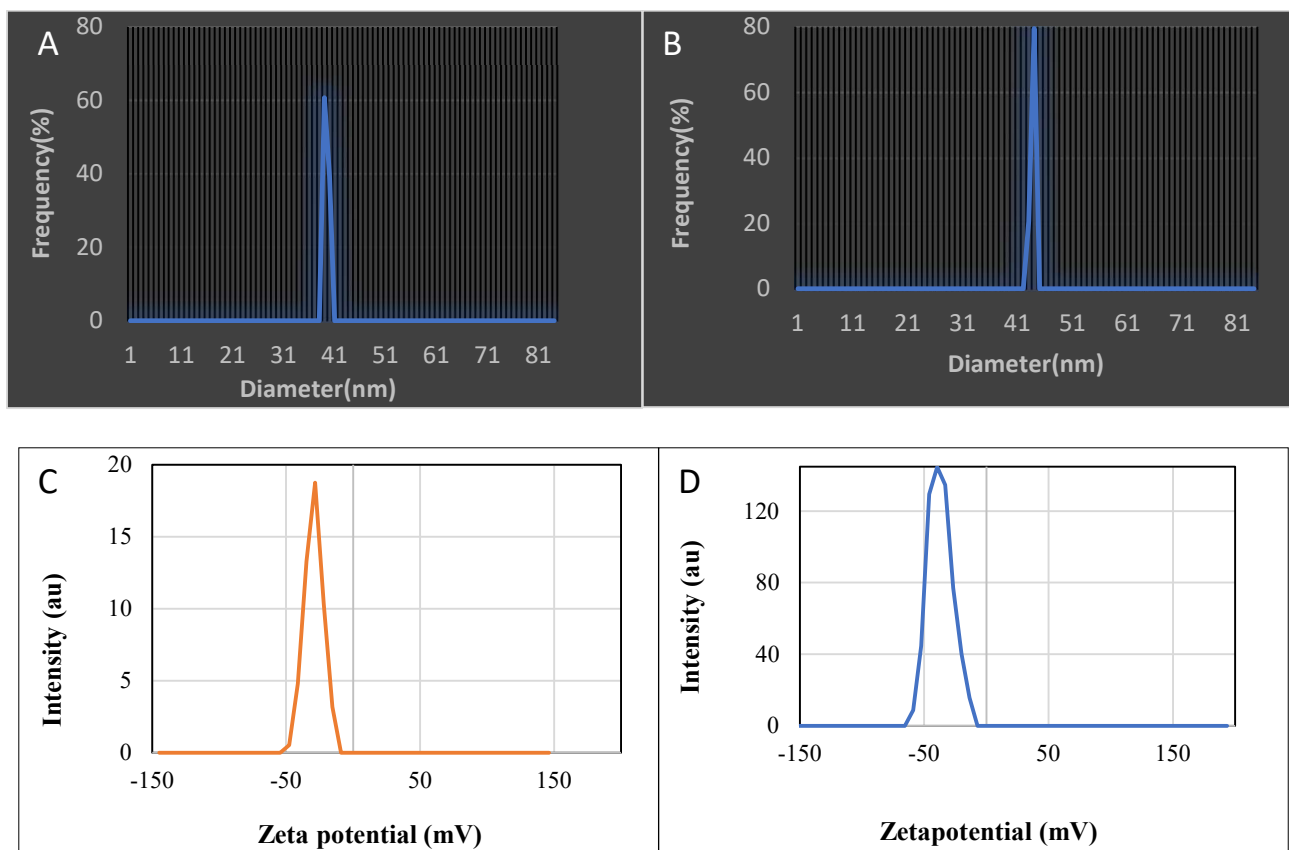 A
80
60
40
20
0
Frequency(%)
1 11 21 31 41 51 61 71 81
Diameter(nm)
B
80
60
40
20
0
Frequency(%)
1 11 21 31 41 51 61 71 81
Diameter(nm)
C
20
15
10
5
0
Intensity (au)
-150 -50 50 150
Zeta potential (mV)
D
120
80
40
0
Intensity (au)
-150 -50 50 150
Zetapotential (mV)